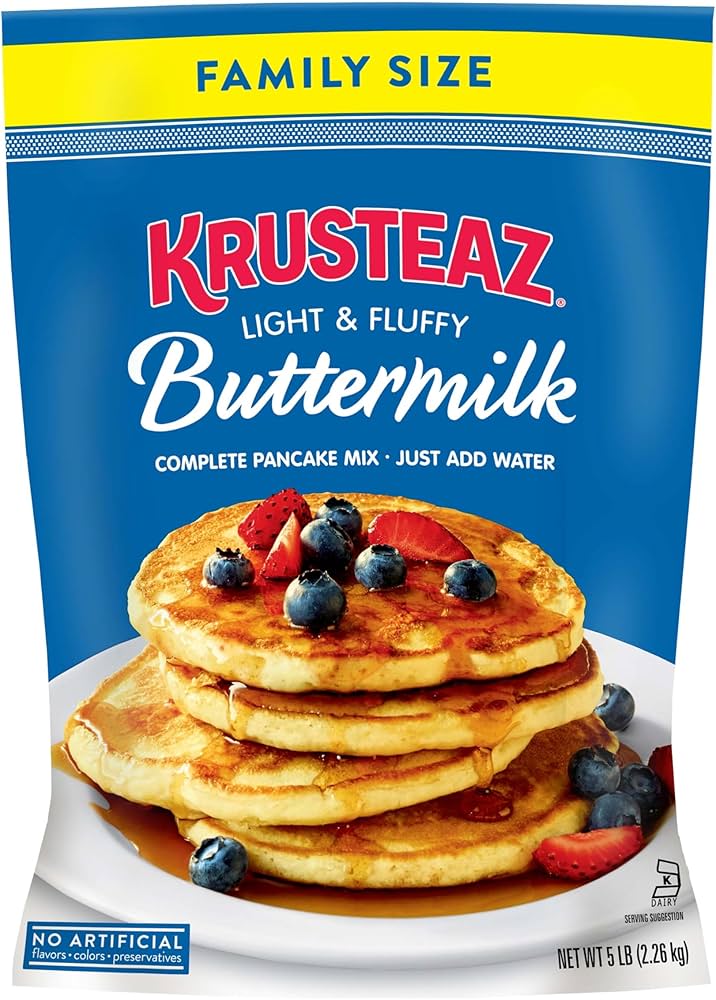 FAMILY SIZE
KRUSTEAZ®
LIGHT & FLUFFY
Buttermilk
COMPLETE PANCAKE MIX · JUST ADD WATER
K
DAIRY
SERVING SUGGESTION
NO ARTIFICIAL
flavors • colors • preservatives
NET WT 5 LB (2.26 kg)